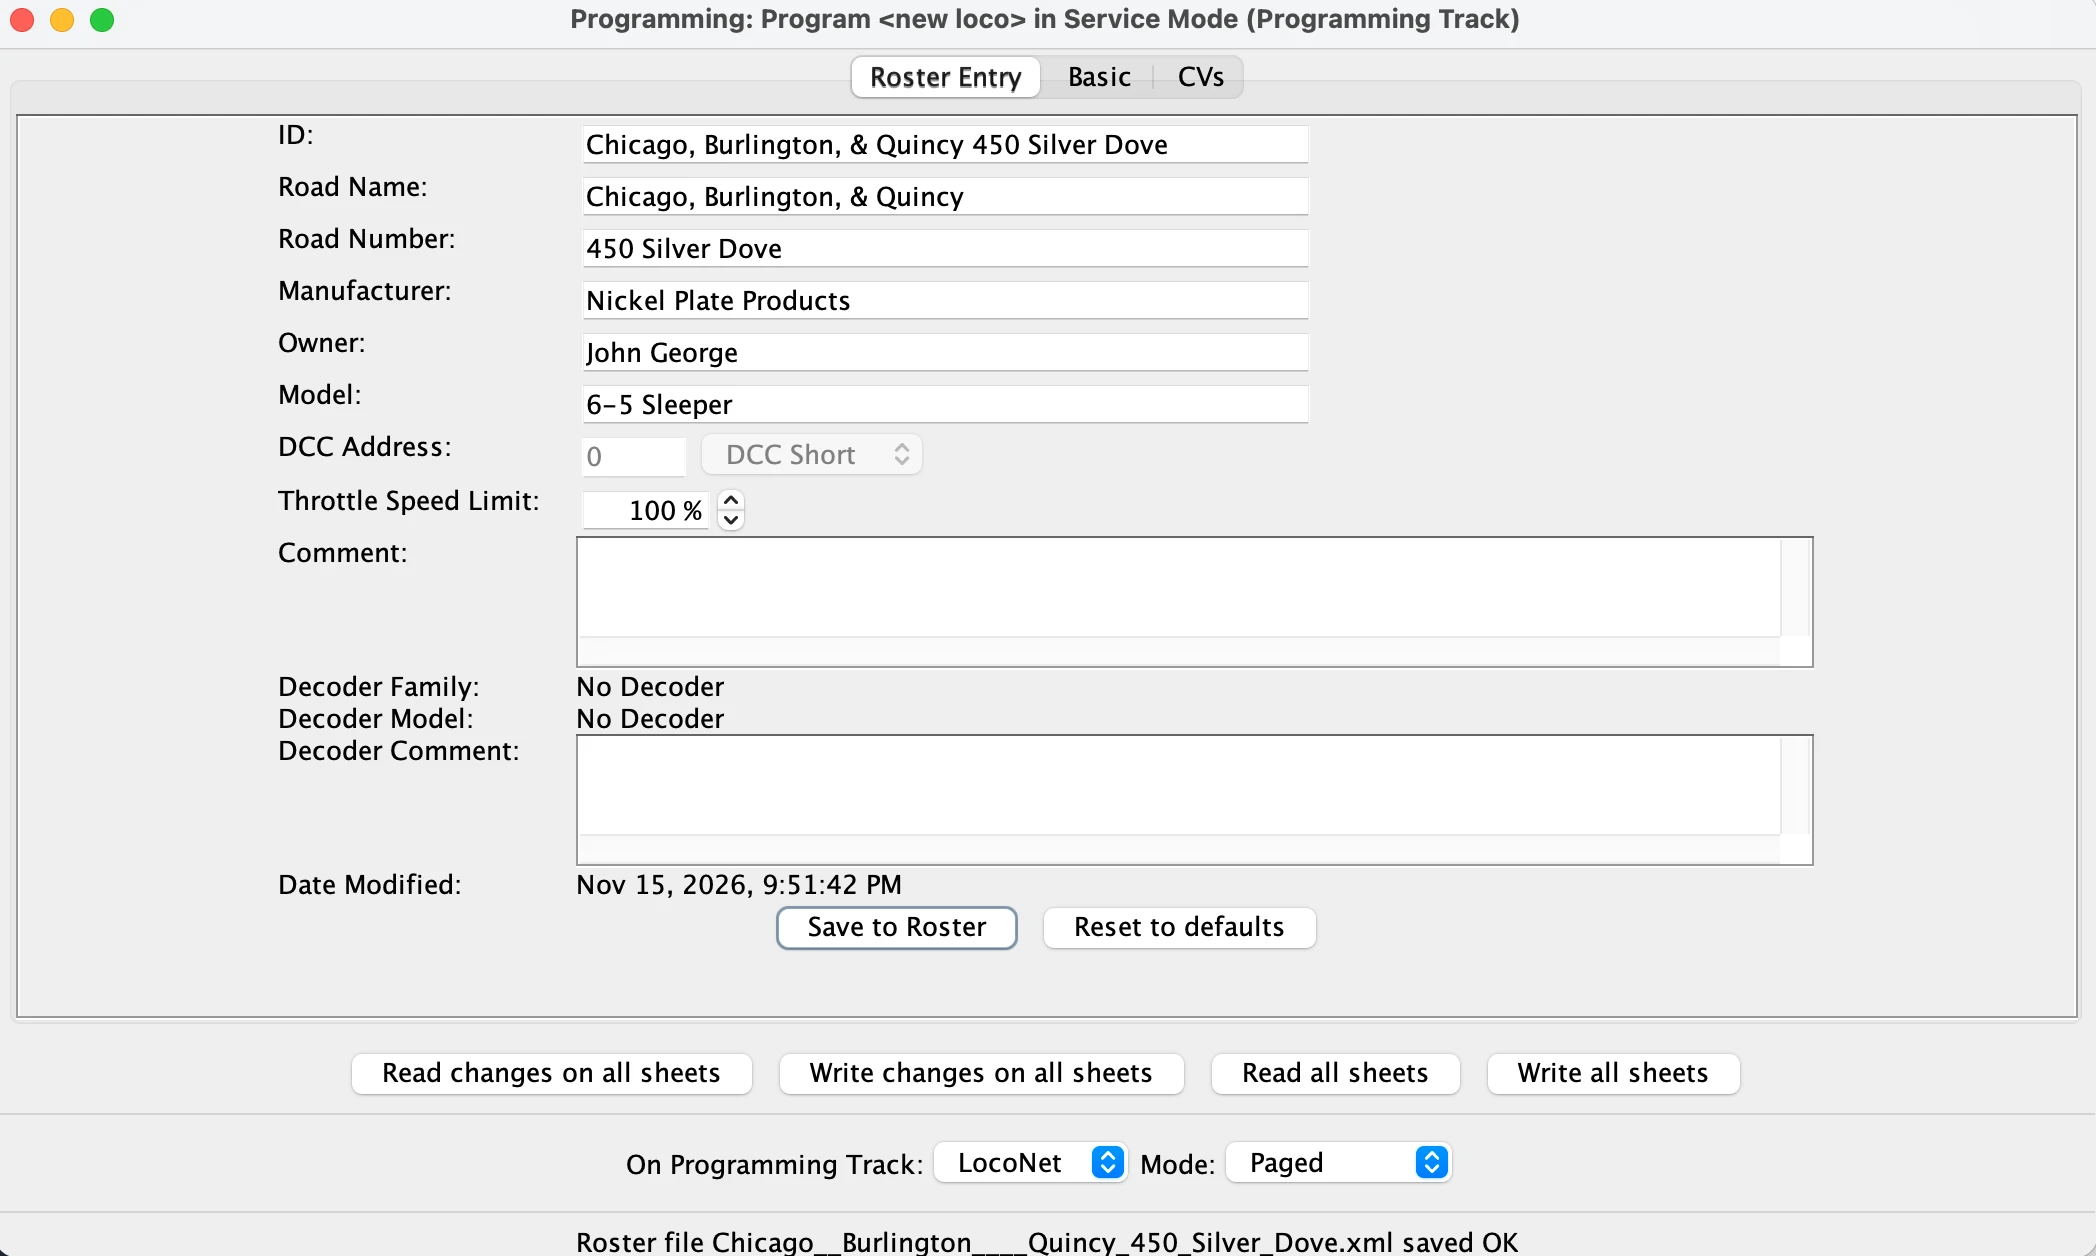 Programming: Program <new loco> in Service Mode (Programming Track)
Roster Entry Basic CVs
ID: Chicago, Burlington, & Quincy 450 Silver Dove
Road Name: Chicago, Burlington, & Quincy
Road Number: 450 Silver Dove
Manufacturer: Nickel Plate Products
Owner: John George
Model: 6-5 Sleeper
DCC Address: 0 DCC Short
Throttle Speed Limit: 100 %
Comment:
Decoder Family: No Decoder
Decoder Model: No Decoder
Decoder Comment:
Date Modified: Nov 15, 2026, 9:51:42 PM
Save to Roster Reset to defaults
Read changes on all sheets Write changes on all sheets Read all sheets Write all sheets
On Programming Track: LocoNet Mode: Paged
Roster file Chicago__Burlington____Quincy_450_Silver_Dove.xml saved OK